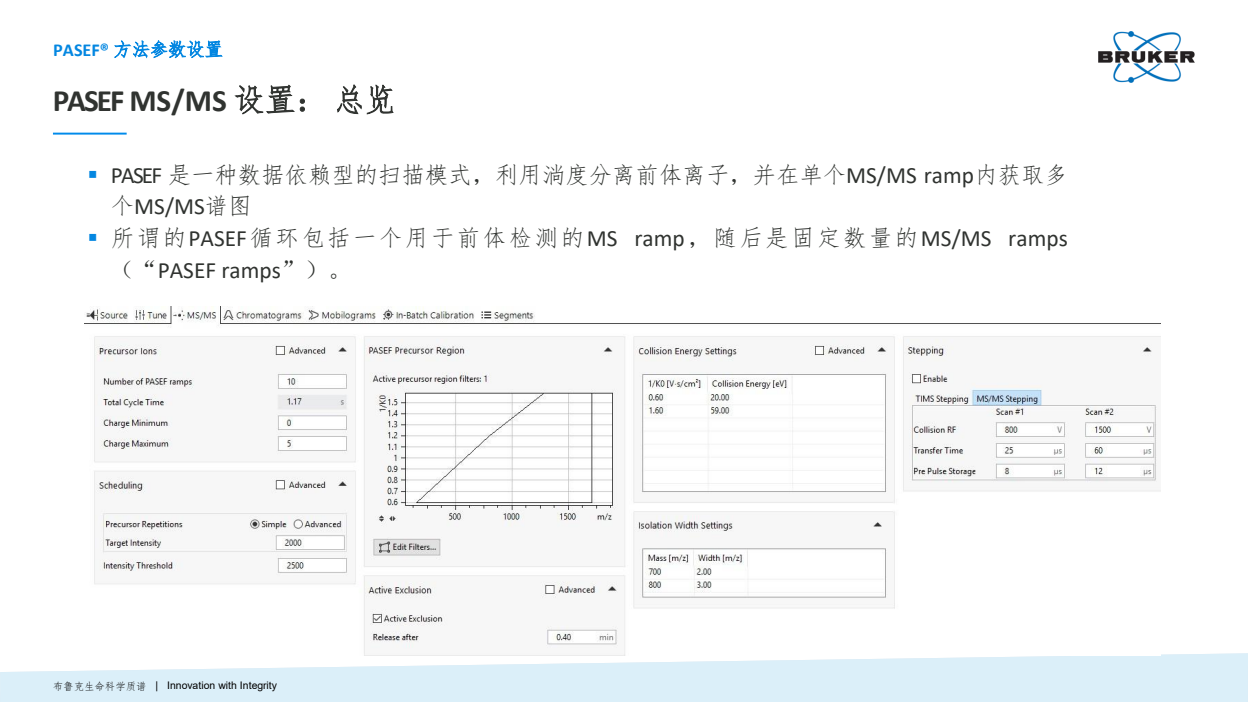 PASEF® 方法参数设置
BRUKER
PASEF MS/MS 设置： 总览
PASEF 是一种数据依赖型的扫描模式，利用淌度分离前体离子，并在单个MS/MS ramp内获取多
个MS/MS谱图
所谓的PASEF循环包括一个用于前体检测的MS ramp，随后是固定数量的MS/MS ramps
（“PASEF ramps”）。
Source Tune MS/MS Chromatograms Mobilograms In-Batch Calibration Segments
Precursor Ions Advanced
Number of PASEF ramps 10
Total Cycle Time 1.17 s
Charge Minimum 0
Charge Maximum 5
Scheduling Advanced
Precursor Repetitions Simple Advanced
Target Intensity 2000
Intensity Threshold 2500
PASEF Precursor Region
Active precursor region filters: 1
1/K0
1.5
1.4
1.3
1.2
1.1
1
0.9
0.8
0.7
0.6
500 1000 1500 m/z
Edit Filters...
Active Exclusion Advanced
Active Exclusion
Release after 0.40 min
Collision Energy Settings Advanced
1/K0 [V·s/cm²] Collision Energy [eV]
0.60 20.00
1.60 59.00
Isolation Width Settings
Mass [m/z] Width [m/z]
700 2.00
800 3.00
Stepping
Enable
TIMS Stepping MS/MS Stepping
Scan #1 Scan #2
Collision RF 800 V 1500 V
Transfer Time 25 µs 60 µs
Pre Pulse Storage 8 µs 12 µs
布鲁克生命科学质谱 | Innovation with Integrity